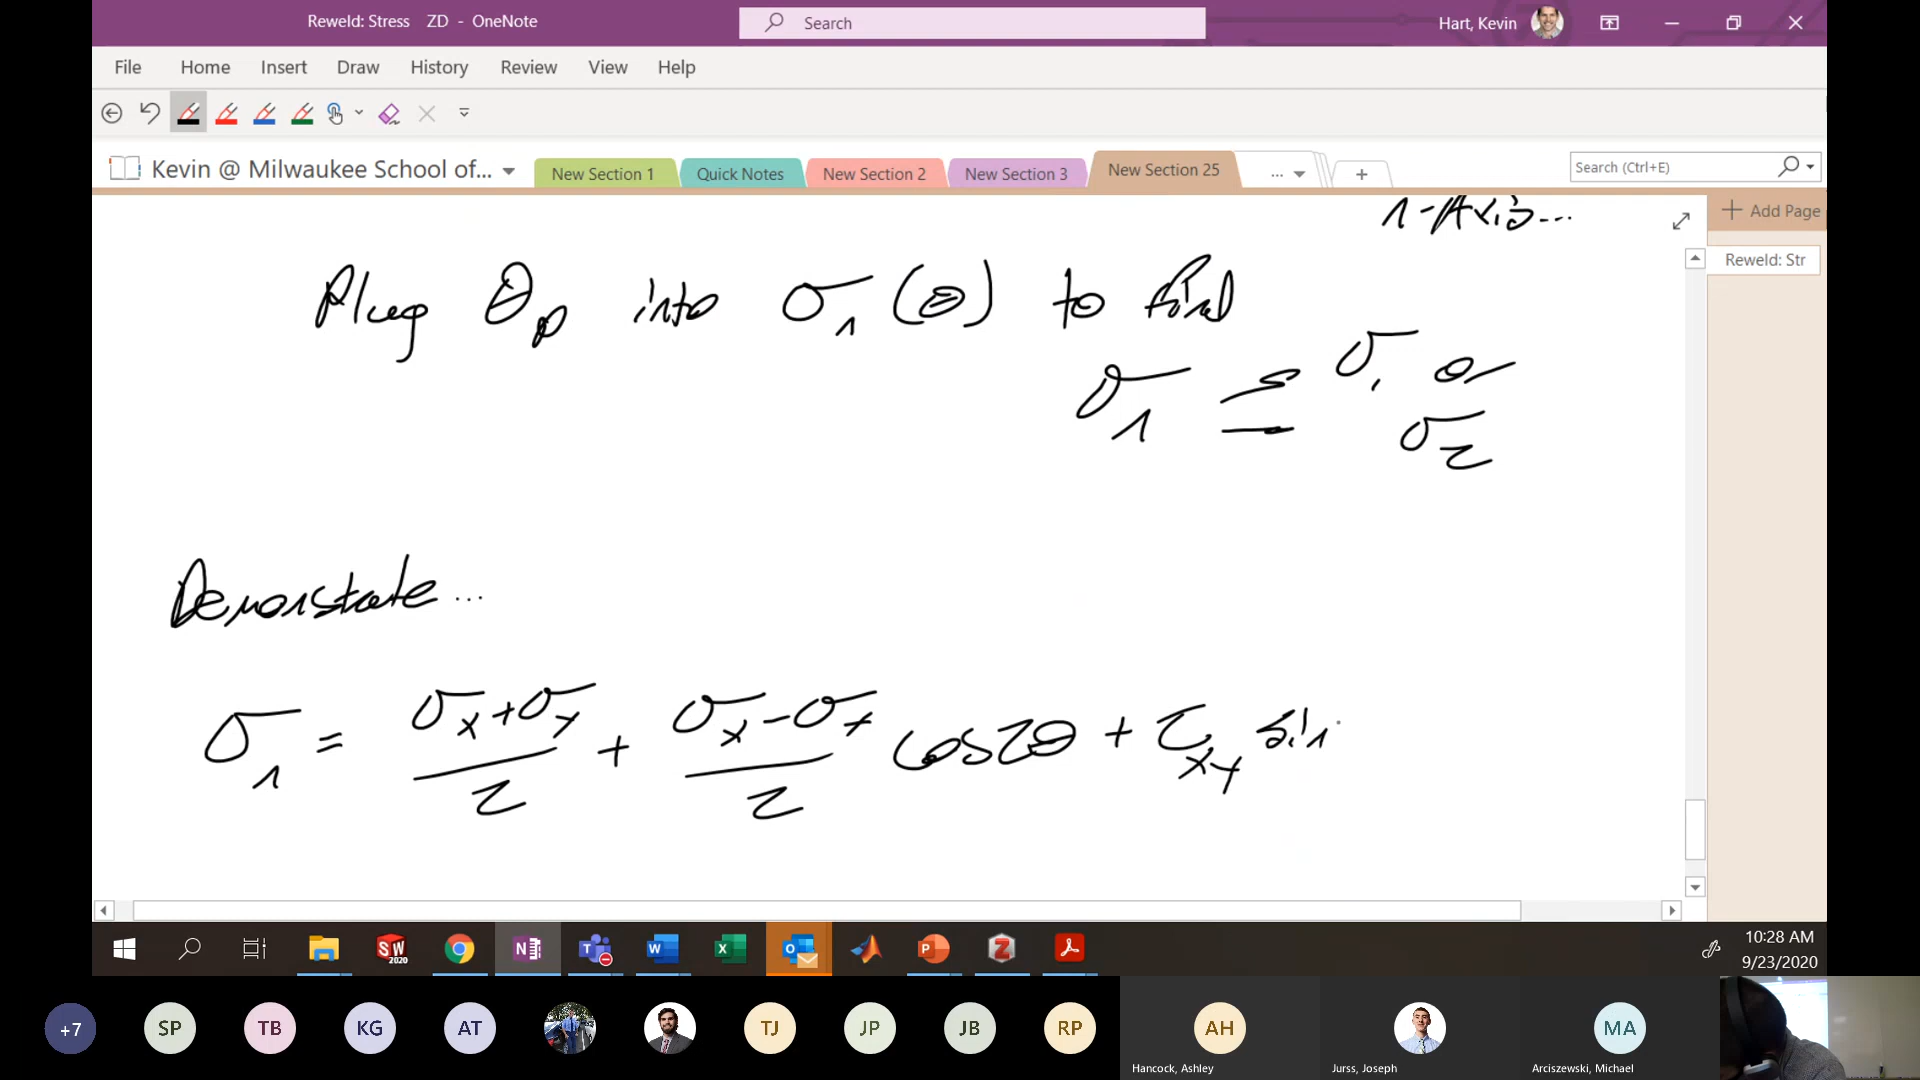 Reweld: Stress ZD - OneNote
Search
Hart, Kevin
File Home Insert Draw History Review View Help
Kevin @ Milwaukee School of...
New Section 1
Quick Notes
New Section 2
New Section 3
New Section 25
...
Search (Ctrl+E)
Add Page
Reweld: Str
1-Axis...
Plug θp into σ1(θ) to find
σ1 ≤ σ1 or
=
σ2
Demonstrate...
σ1 = (σx+σy)/2 + (σx-σy)/2 cos2θ + τxy sin
SW
2020
N
T
W
X
O
P
Z
10:28 AM
9/23/2020
+7
SP
TB
KG
AT
TJ
JP
JB
RP
AH
MA
Hancock, Ashley
Jurss, Joseph
Arciszewski, Michael